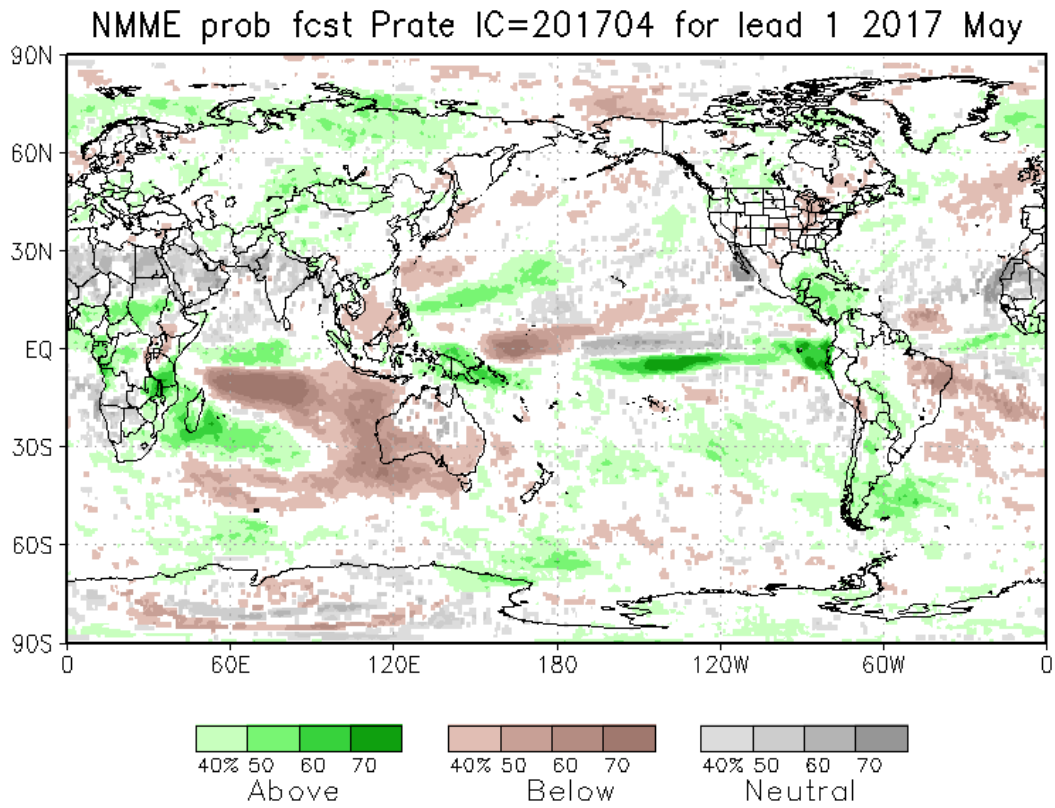 NMME prob fcst Prate IC=201704 for lead 1 2017 May
90N
60N
30N
EQ
30S
60S
90S
0 60E 120E 180 120W 60W 0
40% 50 60 70 40% 50 60 70 40% 50 60 70
Above Below Neutral